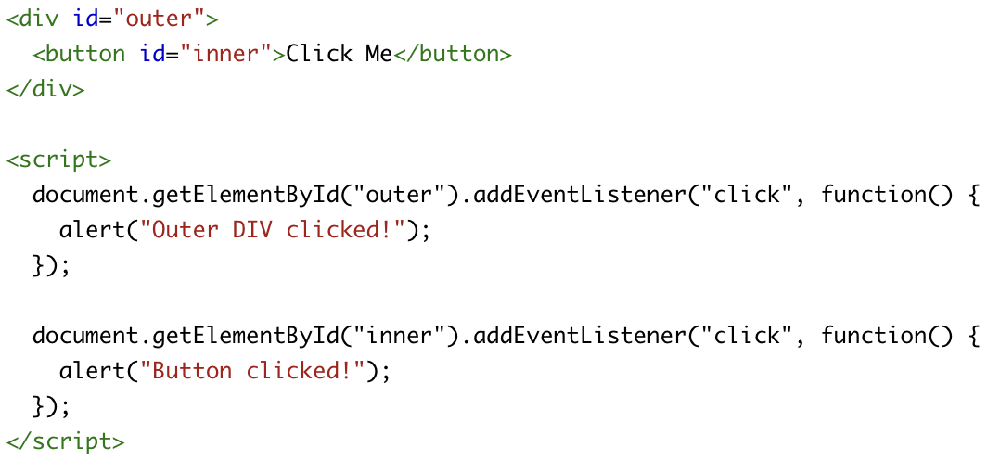 <div id="outer">
  <button id="inner">Click Me</button>
</div>

<script>
  document.getElementById("outer").addEventListener("click", function() {
    alert("Outer DIV clicked!");
  });

  document.getElementById("inner").addEventListener("click", function() {
    alert("Button clicked!");
  });
</script>